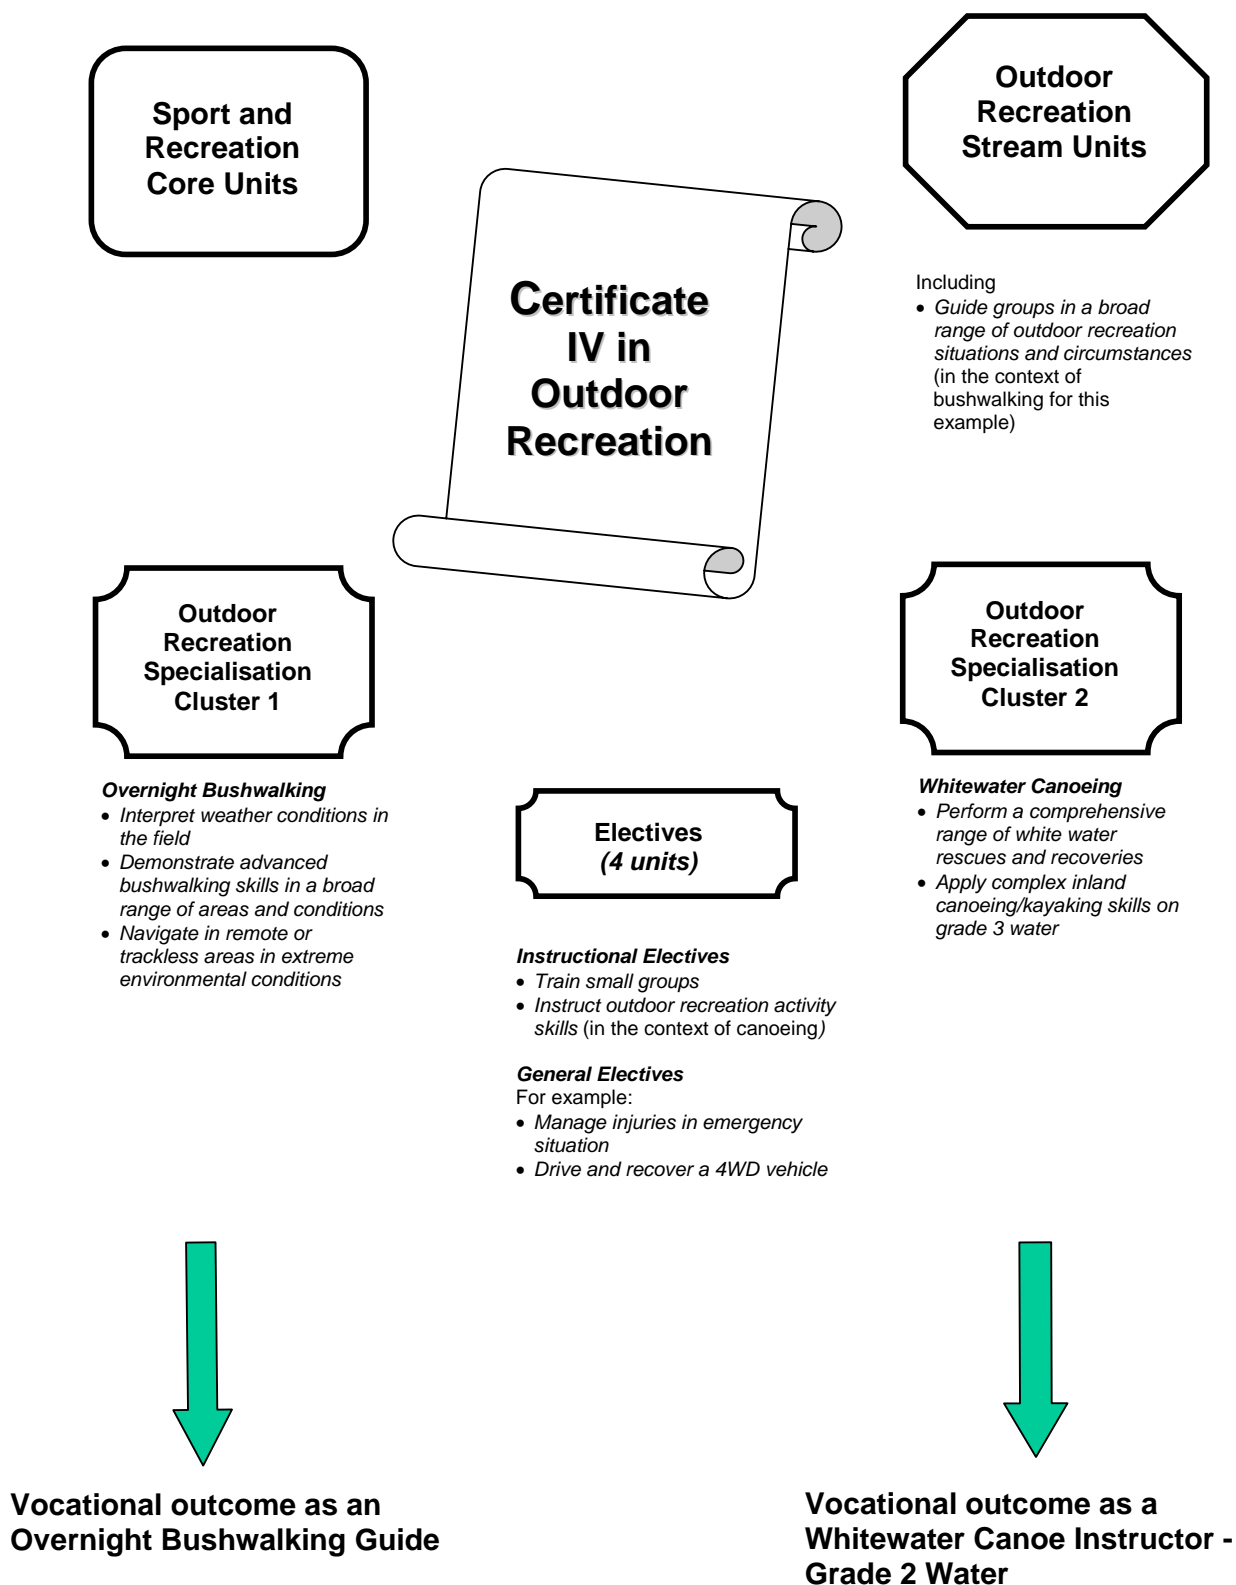 Sport and
Recreation
Core Units
Outdoor
Recreation
Stream Units
Certificate
IV in
Outdoor
Recreation
Including
• Guide groups in a broad
range of outdoor recreation
situations and circumstances
(in the context of
bushwalking for this
example)
Outdoor
Recreation
Specialisation
Cluster 1
Outdoor
Recreation
Specialisation
Cluster 2
Overnight Bushwalking
• Interpret weather conditions in
the field
• Demonstrate advanced
bushwalking skills in a broad
range of areas and conditions
• Navigate in remote or
trackless areas in extreme
environmental conditions
Electives
(4 units)
Whitewater Canoeing
• Perform a comprehensive
range of white water
rescues and recoveries
• Apply complex inland
canoeing/kayaking skills on
grade 3 water
Instructional Electives
• Train small groups
• Instruct outdoor recreation activity
skills (in the context of canoeing)
General Electives
For example:
• Manage injuries in emergency
situation
• Drive and recover a 4WD vehicle
Vocational outcome as an
Overnight Bushwalking Guide
Vocational outcome as a
Whitewater Canoe Instructor -
Grade 2 Water